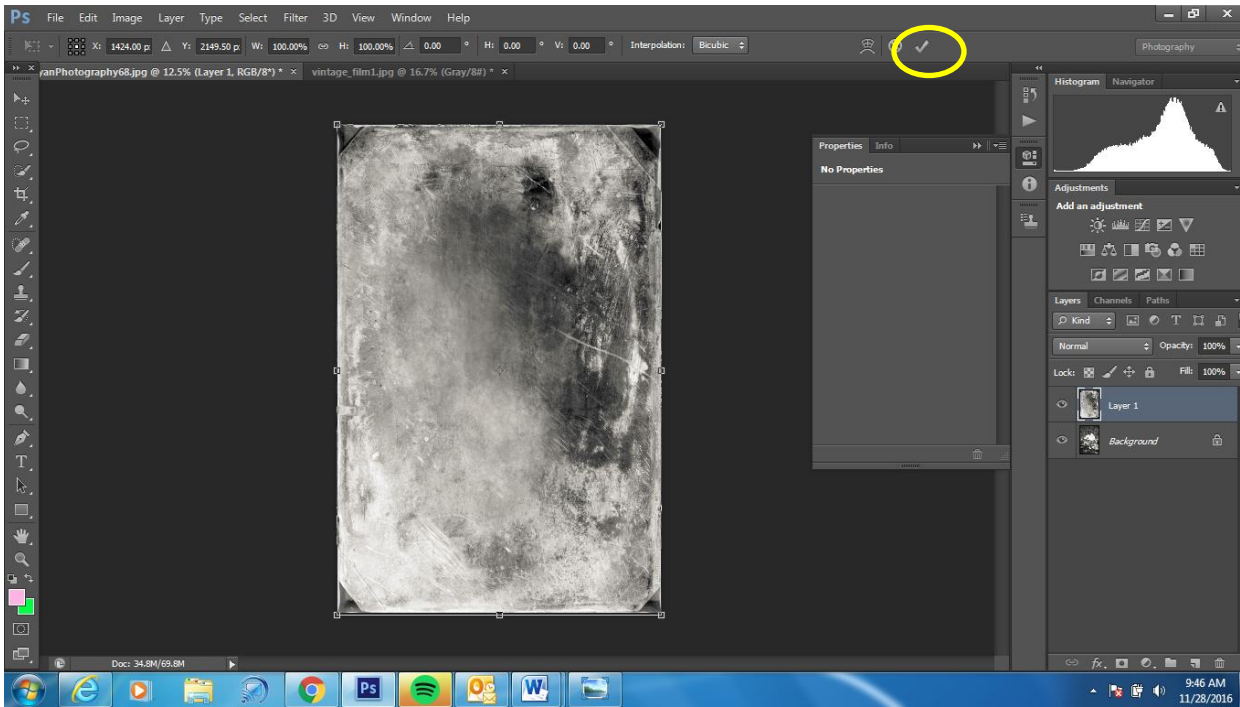 Ps File Edit Image Layer Type Select Filter 3D View Window Help
X: 1424.00 p Y: 2149.50 p W: 100.00% H: 100.00% 0.00 ° H: 0.00 ° V: 0.00 ° Interpolation: Bicubic Photography
ranPhotography68.jpg @ 12.5% (Layer 1, RGB/8*) * × vintage_film1.jpg @ 16.7% (Gray/8#) * ×
Histogram Navigator
Properties Info
No Properties
Adjustments
Add an adjustment
Layers Channels Paths
Kind
Normal Opacity: 100%
Lock: Fill: 100%
Layer 1
Background
Doc: 34.8M/69.8M
Ps
9:46 AM
11/28/2016